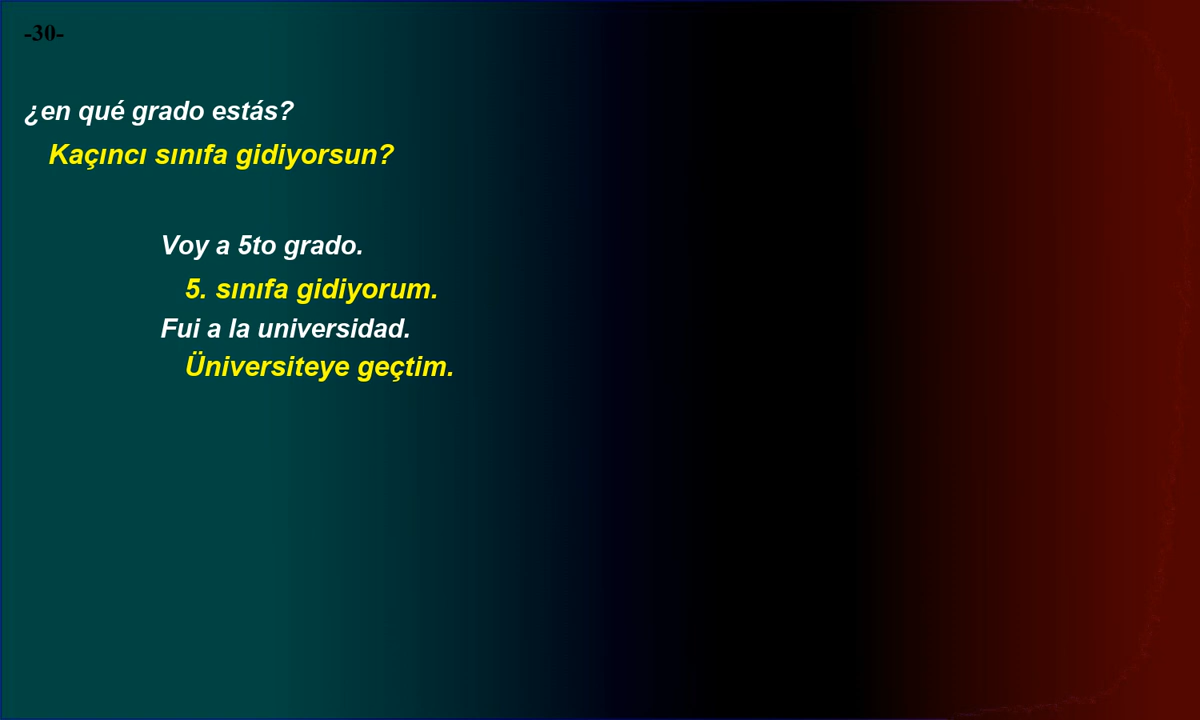 -30-
¿en qué grado estás?
Kaçıncı sınıfa gidiyorsun?
Voy a 5to grado.
5. sınıfa gidiyorum.
Fui a la universidad.
Üniversiteye geçtim.